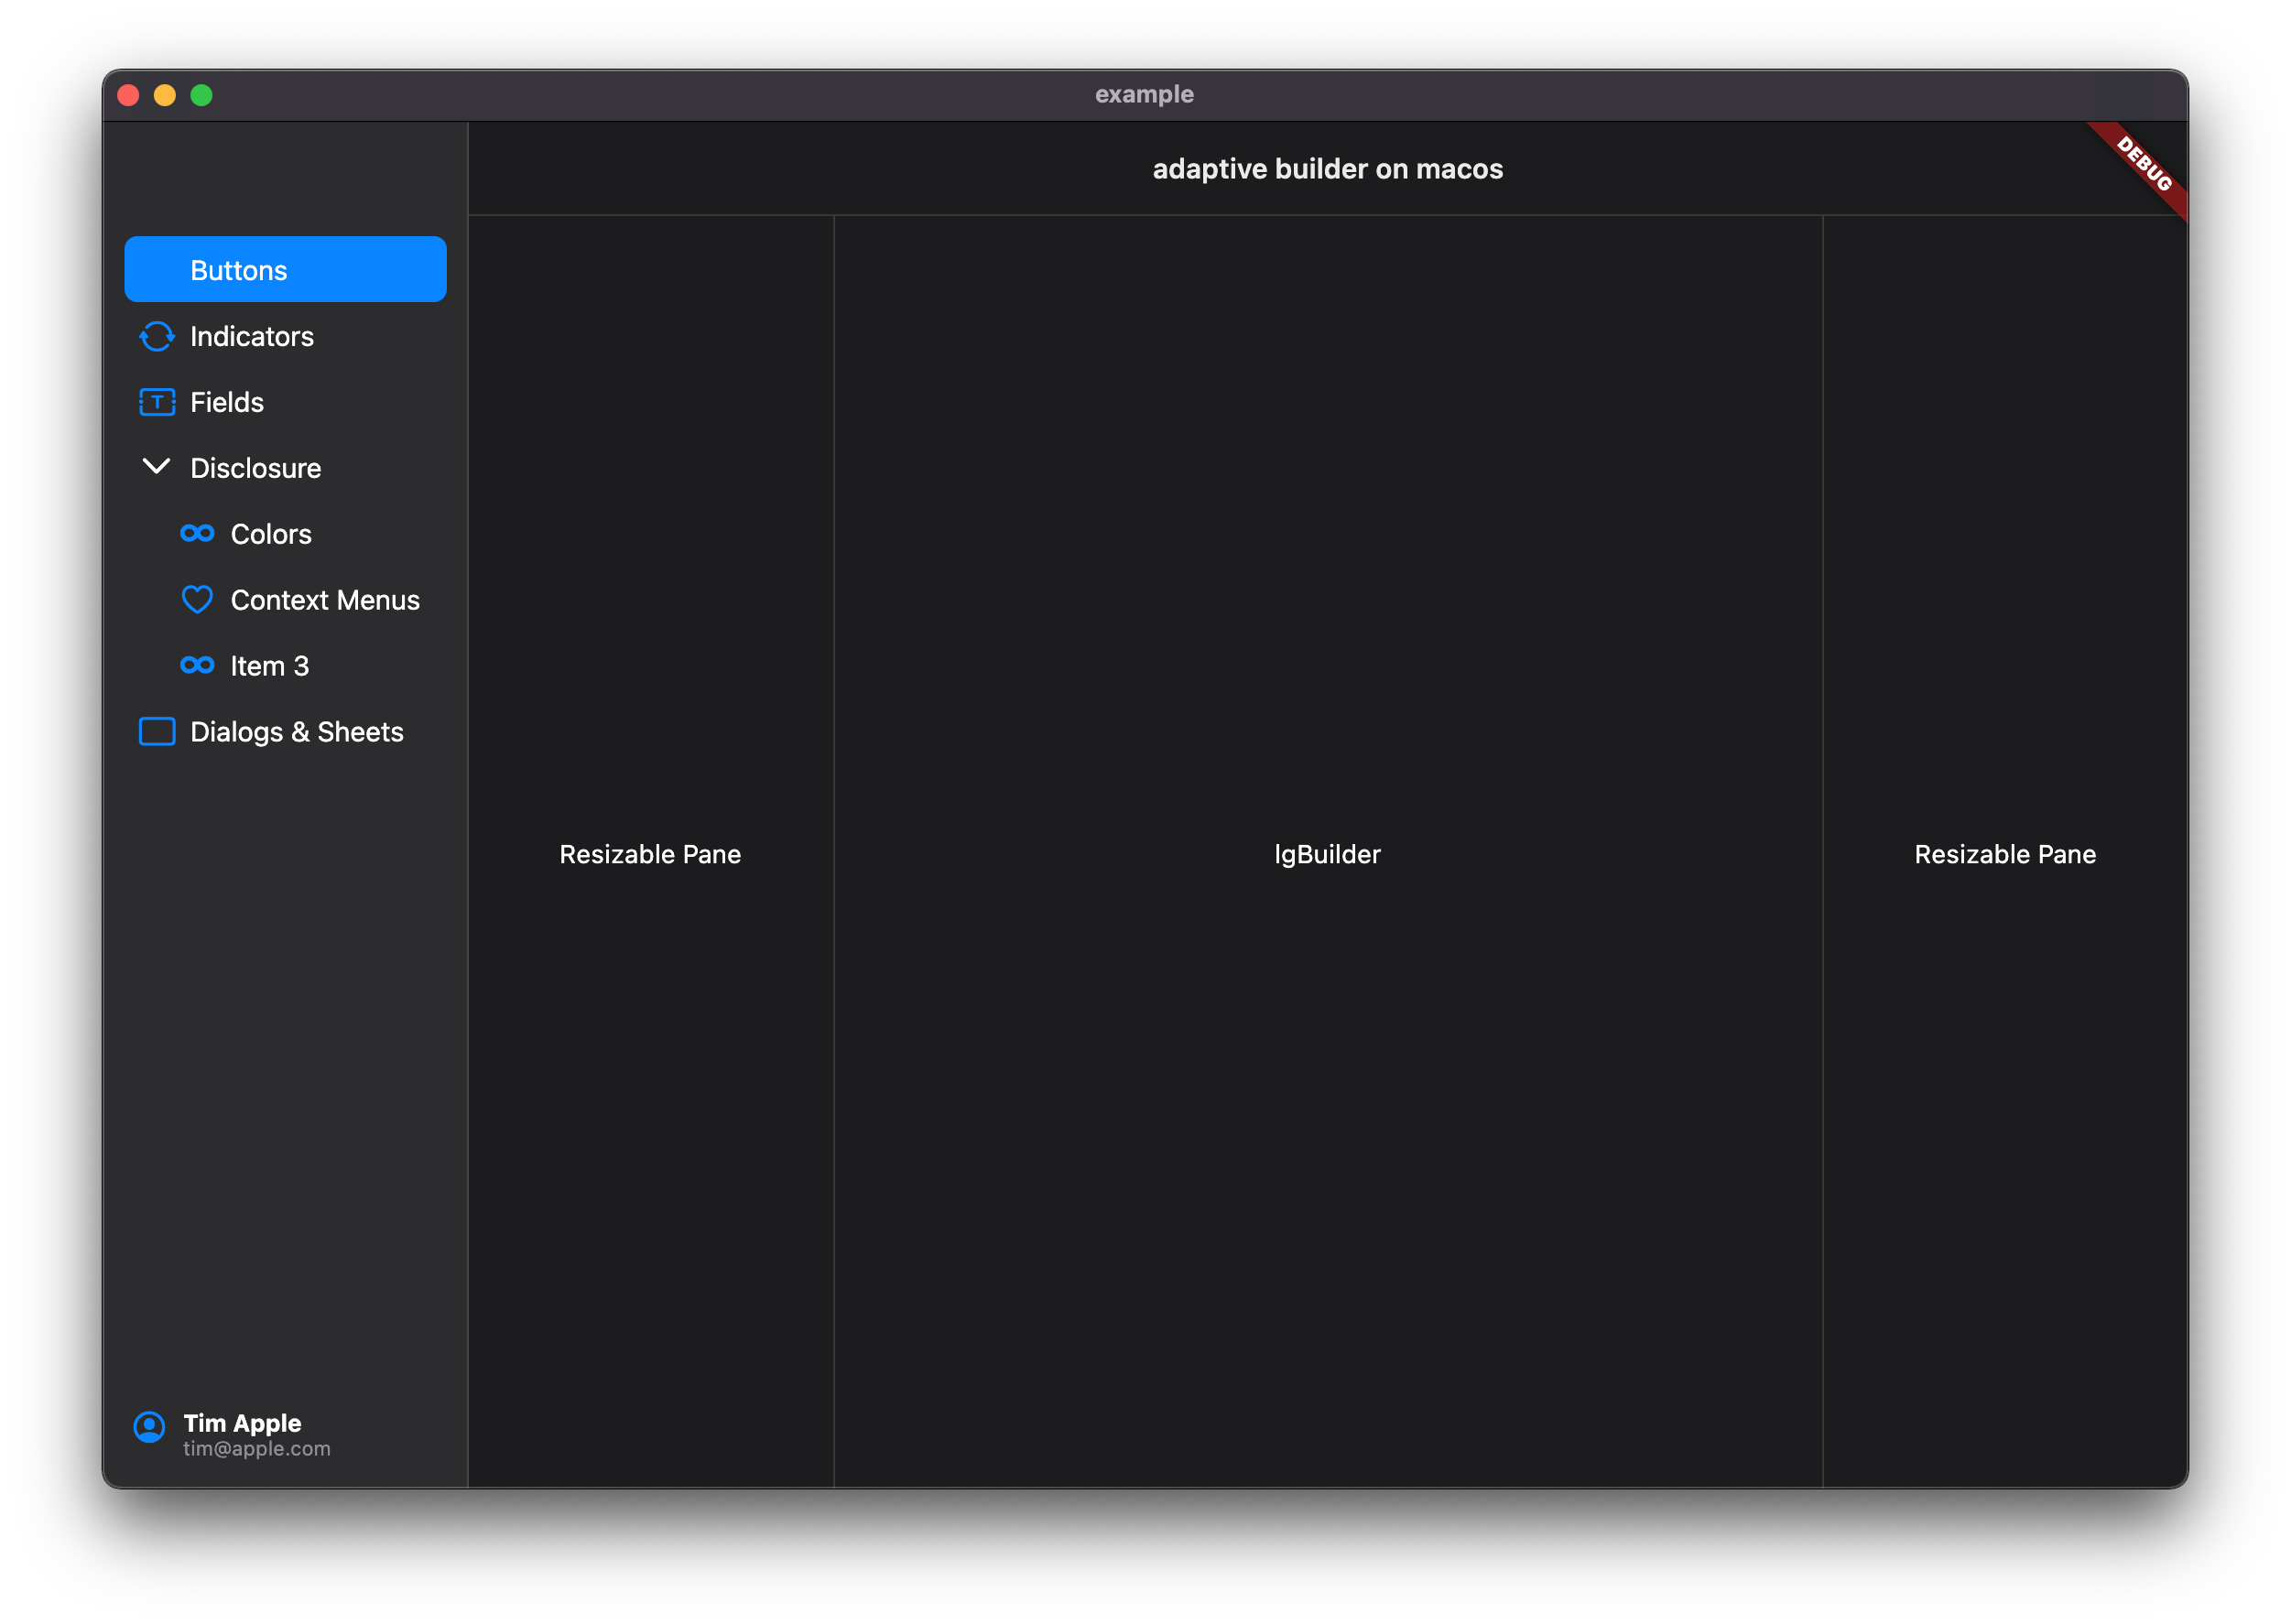 example
adaptive builder on macos
DEBUG
Buttons
Indicators
T
Fields
Disclosure
Colors
Context Menus
Item 3
Dialogs & Sheets
Resizable Pane
lgBuilder
Resizable Pane
Tim Apple
tim@apple.com